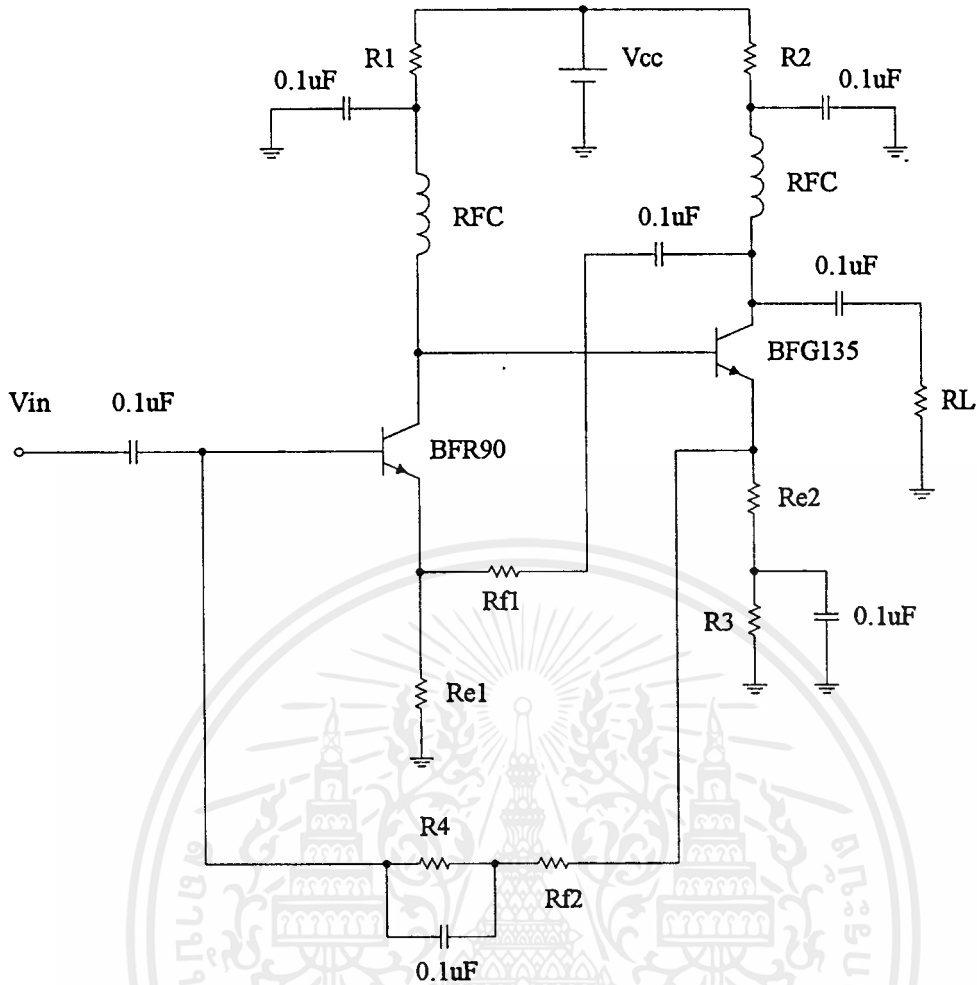 R1
Vcc
R2
0.1uF
0.1uF
RFC
RFC
0.1uF
0.1uF
BFG135
Vin
0.1uF
RL
BFR90
Re2
Rf1
R3
0.1uF
Re1
R4
Rf2
0.1uF